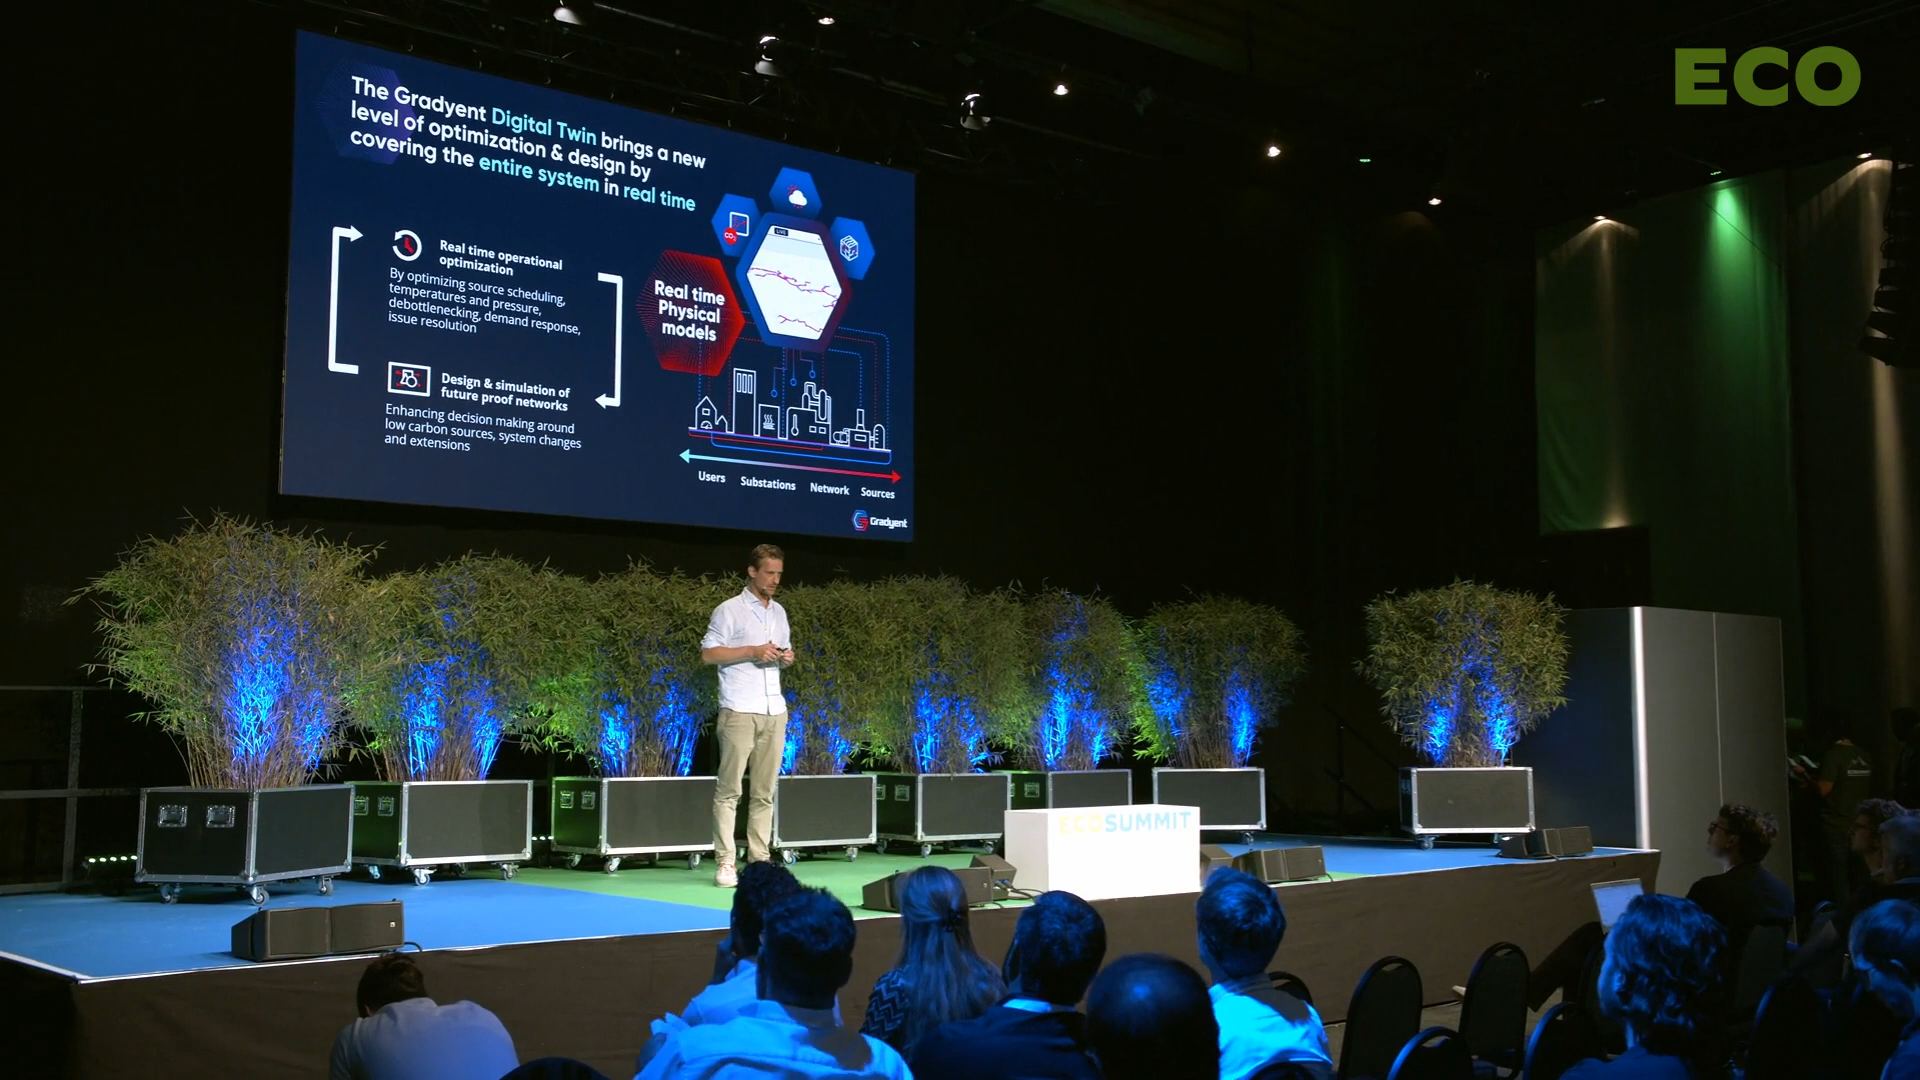 ECO
The Gradyent Digital Twin brings a new
level of optimization & design by
covering the entire system in real time
Real time operational
optimization
By optimizing source scheduling,
temperatures and pressure,
debottlenecking, demand response,
issue resolution
Design & simulation of
future proof networks
Enhancing decision making around
low carbon sources, system changes
and extensions
LIVE
CO₂
Real time
Physical
models
Users Substations Network Sources
Gradyent
ECOSUMMIT